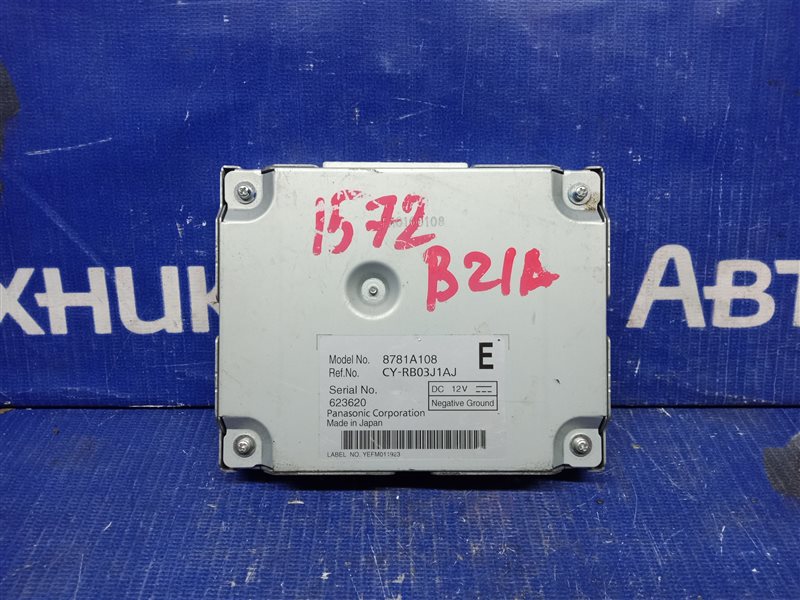 1572
B21A
ХНИК
АВТ
Model No. 8781A108 E
Ref.No. CY-RB03J1AJ
Serial No. DC 12V
623620 Negative Ground
Panasonic Corporation
Made in Japan
LABEL NO. YEFM011923